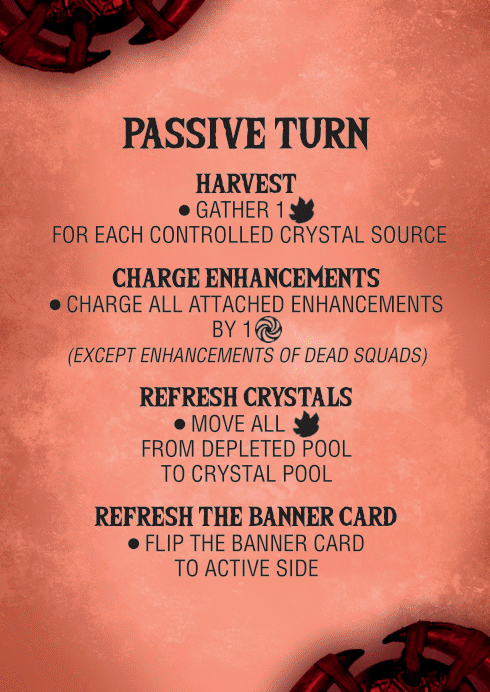 PASSIVE TURN
HARVEST
• GATHER 1
FOR EACH CONTROLLED CRYSTAL SOURCE
CHARGE ENHANCEMENTS
• CHARGE ALL ATTACHED ENHANCEMENTS
BY 1
(EXCEPT ENHANCEMENTS OF DEAD SQUADS)
REFRESH CRYSTALS
• MOVE ALL
FROM DEPLETED POOL
TO CRYSTAL POOL
REFRESH THE BANNER CARD
• FLIP THE BANNER CARD
TO ACTIVE SIDE